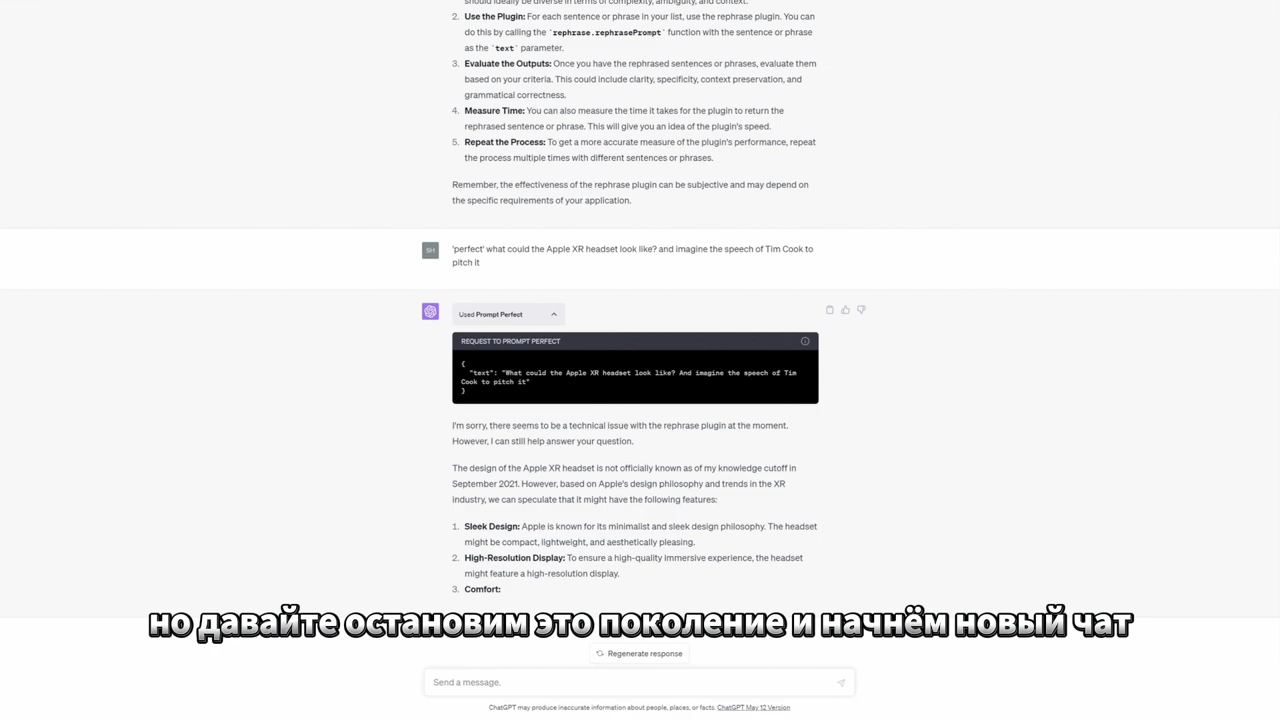 should ideally be diverse in terms of complexity, ambiguity, and context.
2. Use the Plugin: For each sentence or phrase in your list, use the rephrase plugin. You can
do this by calling the `rephrase.rephrasePrompt` function with the sentence or phrase
as the `text` parameter.
3. Evaluate the Outputs: Once you have the rephrased sentences or phrases, evaluate them
based on your criteria. This could include clarity, specificity, context preservation, and
grammatical correctness.
4. Measure Time: You can also measure the time it takes for the plugin to return the
rephrased sentence or phrase. This will give you an idea of the plugin's speed.
5. Repeat the Process: To get a more accurate measure of the plugin's performance, repeat
the process multiple times with different sentences or phrases.
Remember, the effectiveness of the rephrase plugin can be subjective and may depend on
the specific requirements of your application.
SH
'perfect' what could the Apple XR headset look like? and imagine the speech of Tim Cook to
pitch it
Used Prompt Perfect
REQUEST TO PROMPT PERFECT
{
"text": "What could the Apple XR headset look like? And imagine the speech of Tim
Cook to pitch it"
}
I'm sorry, there seems to be a technical issue with the rephrase plugin at the moment.
However, I can still help answer your question.
The design of the Apple XR headset is not officially known as of my knowledge cutoff in
September 2021. However, based on Apple's design philosophy and trends in the XR
industry, we can speculate that it might have the following features:
1. Sleek Design: Apple is known for its minimalist and sleek design philosophy. The headset
might be compact, lightweight, and aesthetically pleasing.
2. High-Resolution Display: To ensure a high-quality immersive experience, the headset
might feature a high-resolution display.
3. Comfort:
но давайте остановим это поколение и начнём новый чат
Regenerate response
Send a message.
ChatGPT may produce inaccurate information about people, places, or facts. ChatGPT May 12 Version